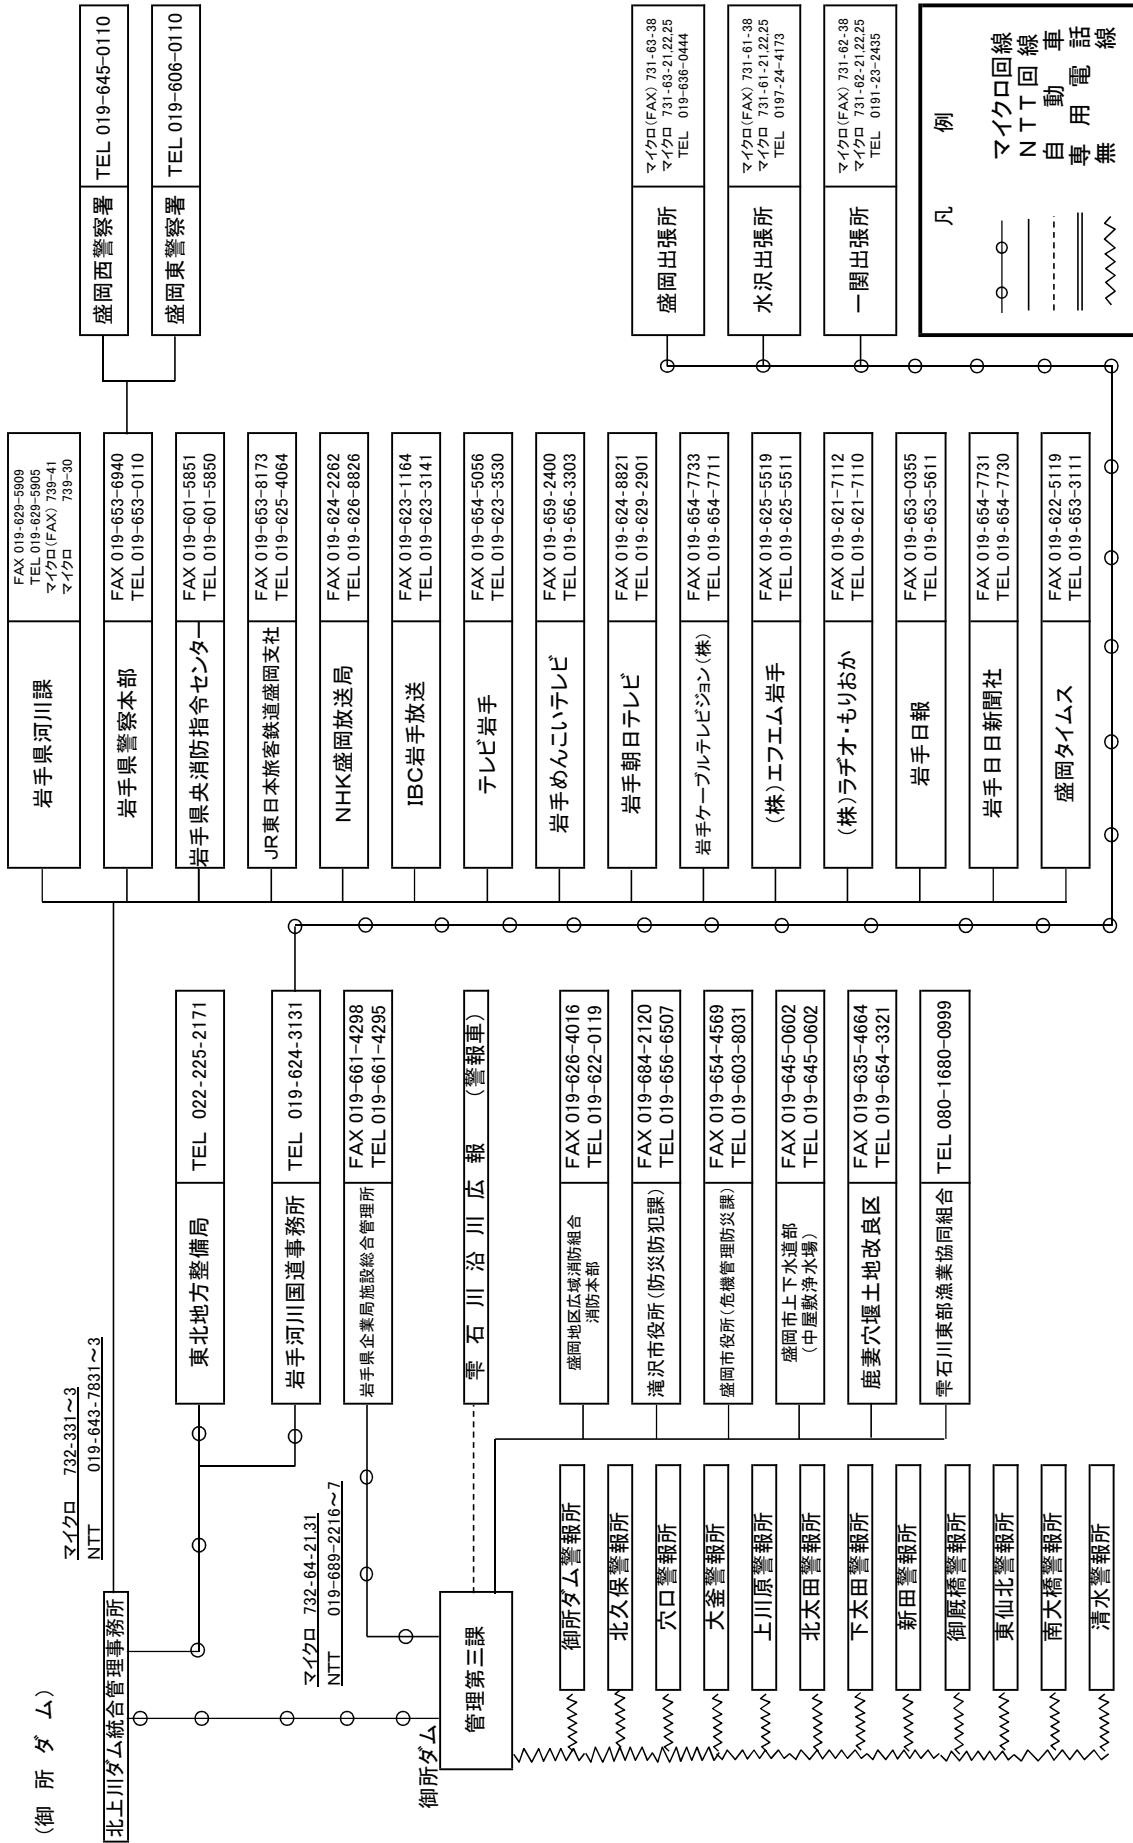 (御 所 ダ ム)
北上川ダム統合管理事務所
マイクロ 732-331～3
NTT 019-643-7831～3
東北地方整備局
TEL 022-225-2171
岩手河川国道事務所
TEL 019-624-3131
岩手県企業局施設総合管理所
FAX 019-661-4298
TEL 019-661-4295
マイクロ 732-64-21,31
NTT 019-689-2216～7
御所ダム
管理第三課
雫 石 川 沿 川 広 報 (警報車)
盛岡地区広域消防組合
消防本部
FAX 019-626-4016
TEL 019-622-0119
滝沢市役所(防災防犯課)
FAX 019-684-2120
TEL 019-656-6507
盛岡市役所(危機管理防災課)
FAX 019-654-4569
TEL 019-603-8031
盛岡市上下水道部
(中屋敷浄水場)
FAX 019-645-0602
TEL 019-645-0602
鹿妻穴堰土地改良区
FAX 019-635-4664
TEL 019-654-3321
雫石川東部漁業協同組合
TEL 080-1680-0999
御所ダム警報所
北久保警報所
穴口警報所
大釜警報所
上川原警報所
北太田警報所
下太田警報所
新田警報所
御厩橋警報所
東仙北警報所
南大橋警報所
清水警報所
岩手県河川課
FAX 019-629-5909
TEL 019-629-5905
マイクロ(FAX) 739-41
マイクロ 739-30
岩手県警察本部
FAX 019-653-6940
TEL 019-653-0110
岩手県央消防指令センター
FAX 019-601-5851
TEL 019-601-5850
JR東日本旅客鉄道盛岡支社
FAX 019-653-8173
TEL 019-625-4064
NHK盛岡放送局
FAX 019-624-2262
TEL 019-626-8826
IBC岩手放送
FAX 019-623-1164
TEL 019-623-3141
テレビ岩手
FAX 019-654-5056
TEL 019-623-3530
岩手めんこいテレビ
FAX 019-659-2400
TEL 019-656-3303
岩手朝日テレビ
FAX 019-624-8821
TEL 019-629-2901
岩手ケーブルテレビジョン(株)
FAX 019-654-7733
TEL 019-654-7711
(株)エフエム岩手
FAX 019-625-5519
TEL 019-625-5511
(株)ラヂオ・もりおか
FAX 019-621-7112
TEL 019-621-7110
岩手日報
FAX 019-653-0355
TEL 019-653-5611
岩手日日新聞社
FAX 019-654-7731
TEL 019-654-7730
盛岡タイムス
FAX 019-622-5119
TEL 019-653-3111
盛岡西警察署
TEL 019-645-0110
盛岡東警察署
TEL 019-606-0110
盛岡出張所
マイクロ(FAX) 731-63-38
マイクロ 731-63-21,22,25
TEL 019-636-0444
水沢出張所
マイクロ(FAX) 731-61-38
マイクロ 731-61-21,22,25
TEL 0197-24-4173
一関出張所
マイクロ(FAX) 731-62-38
マイクロ 731-62-21,22,25
TEL 0191-23-2435
凡 例
マイクロ回線
NTT回線
自 動 車
専 用 電 話
無 線